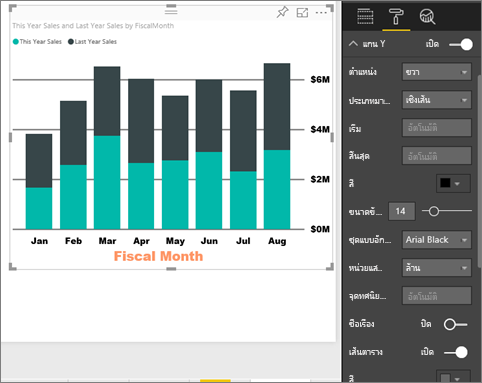 This Year Sales and Last Year Sales by FiscalMonth
This Year Sales Last Year Sales
$6M
$4M
$2M
$0M
Jan Feb Mar Apr May Jun Jul Aug
Fiscal Month
แกน Y เปิด
ตำแหน่ง ขวา
ประเภทมา... เชิงเส้น
เริ่ม อัตโนมัติ
สิ้นสุด อัตโนมัติ
สี
ขนาดข้... 14
ชุดแบบอัก... Arial Black
หน่วยแส... ล้าน
จุดทศนิย... อัตโนมัติ
ชื่อเรื่อง ปิด
เส้นตาราง เปิด
สี